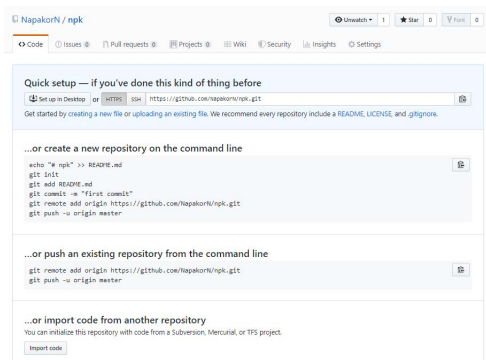 NapakorN / npk
Unwatch 1 Star 0 Fork 0
Code Issues 0 Pull requests 0 Projects 0 Wiki Security Insights Settings
Quick setup — if you've done this kind of thing before
Set up in Desktop or HTTPS SSH https://github.com/NapakorN/npk.git
Get started by creating a new file or uploading an existing file. We recommend every repository include a README, LICENSE, and .gitignore.
...or create a new repository on the command line
echo "# npk" >> README.md
git init
git add README.md
git commit -m "first commit"
git remote add origin https://github.com/NapakorN/npk.git
git push -u origin master
...or push an existing repository from the command line
git remote add origin https://github.com/NapakorN/npk.git
git push -u origin master
...or import code from another repository
You can initialize this repository with code from a Subversion, Mercurial, or TFS project.
Import code